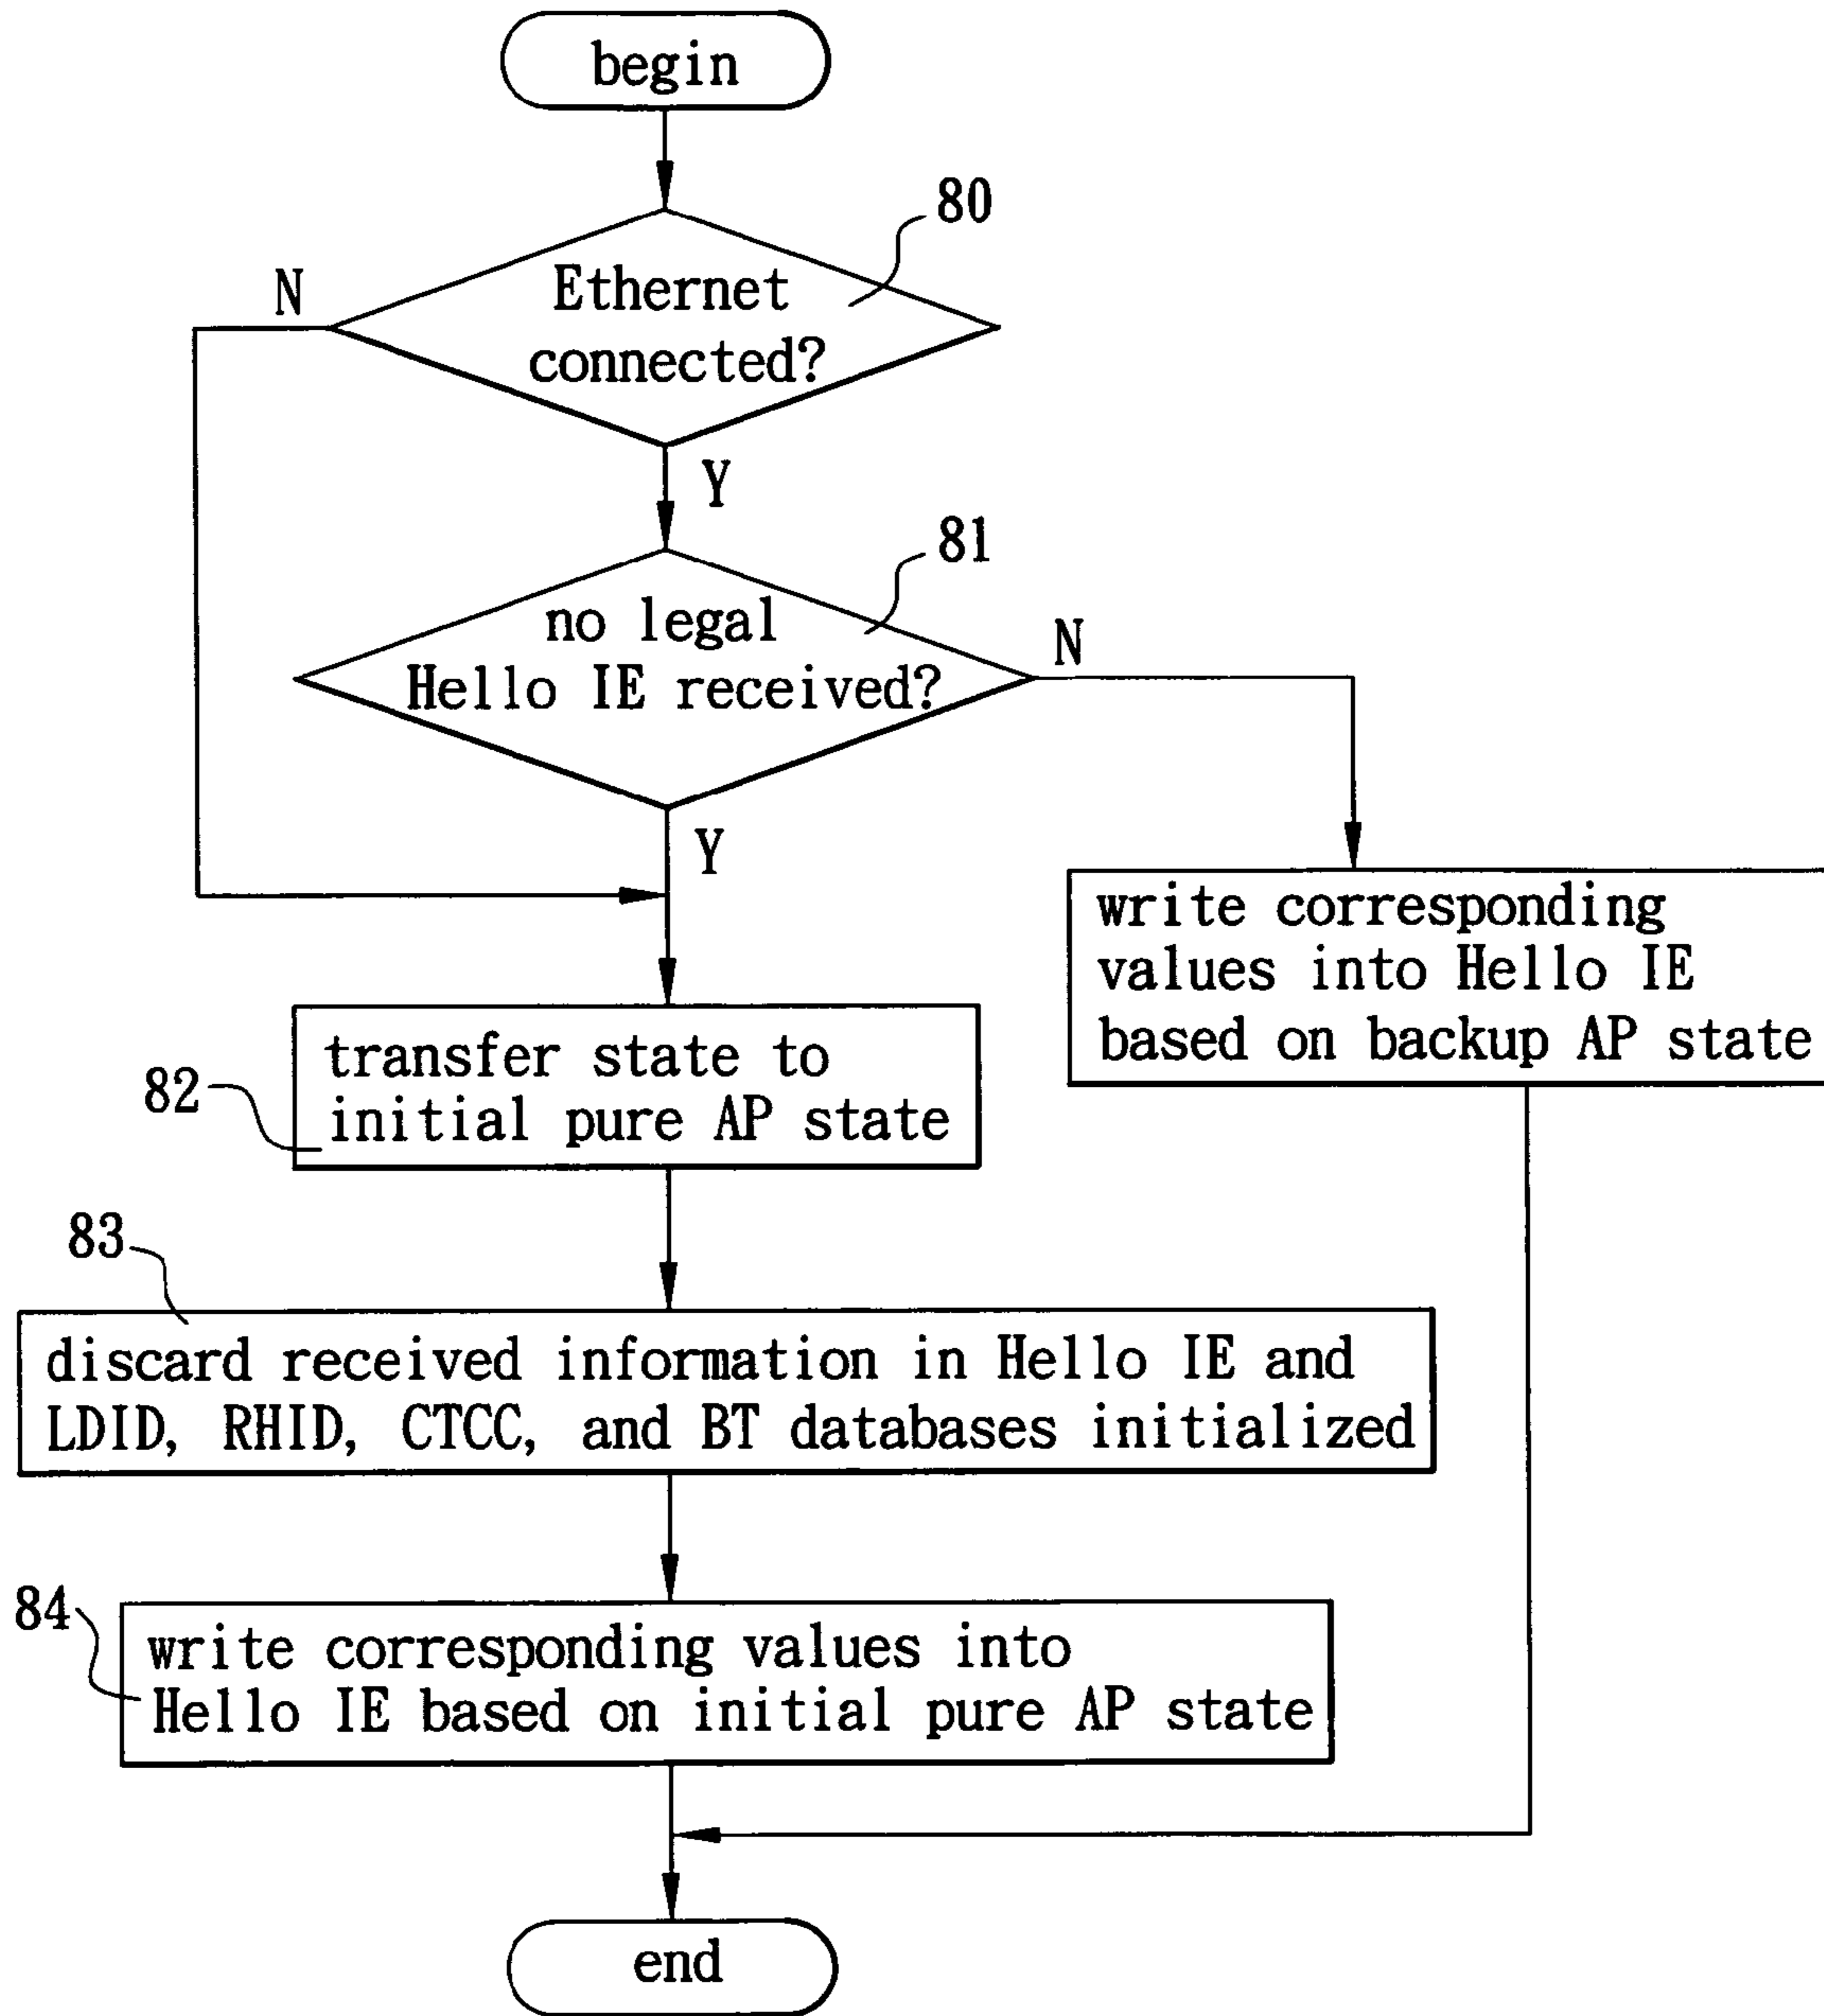 begin
80
N
Ethernet
connected?
Y
81
no legal
Hello IE received?
N
Y
write corresponding
values into Hello IE
based on backup AP state
transfer state to
82
initial pure AP state
83
discard received information in Hello IE and
LDID, RHID, CTCC, and BT databases initialized
84
write corresponding values into
Hello IE based on initial pure AP state
end